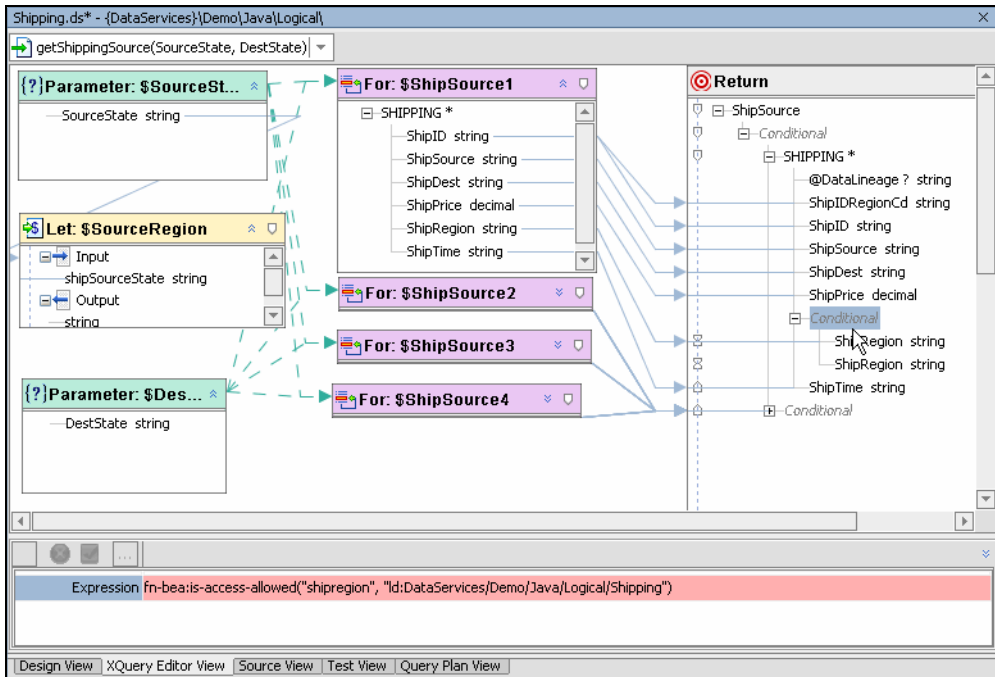 Shipping.ds* - {DataServices}\Demo\Java\Logical\
getShippingSource(SourceState, DestState)
{?}Parameter: $SourceSt...
SourceState string
Let: $SourceRegion
Input
shipSourceState string
Output
string
{?}Parameter: $Des...
DestState string
For: $ShipSource1
SHIPPING *
ShipID string
ShipSource string
ShipDest string
ShipPrice decimal
ShipRegion string
ShipTime string
For: $ShipSource2
For: $ShipSource3
For: $ShipSource4
Return
ShipSource
Conditional
SHIPPING *
@DataLineage ? string
ShipIDRegionCd string
ShipID string
ShipSource string
ShipDest string
ShipPrice decimal
Conditional
ShipRegion string
ShipRegion string
ShipTime string
Conditional
...
Expression fn-bea:is-access-allowed("shipregion", "ld:DataServices/Demo/Java/Logical/Shipping")
Design View XQuery Editor View Source View Test View Query Plan View